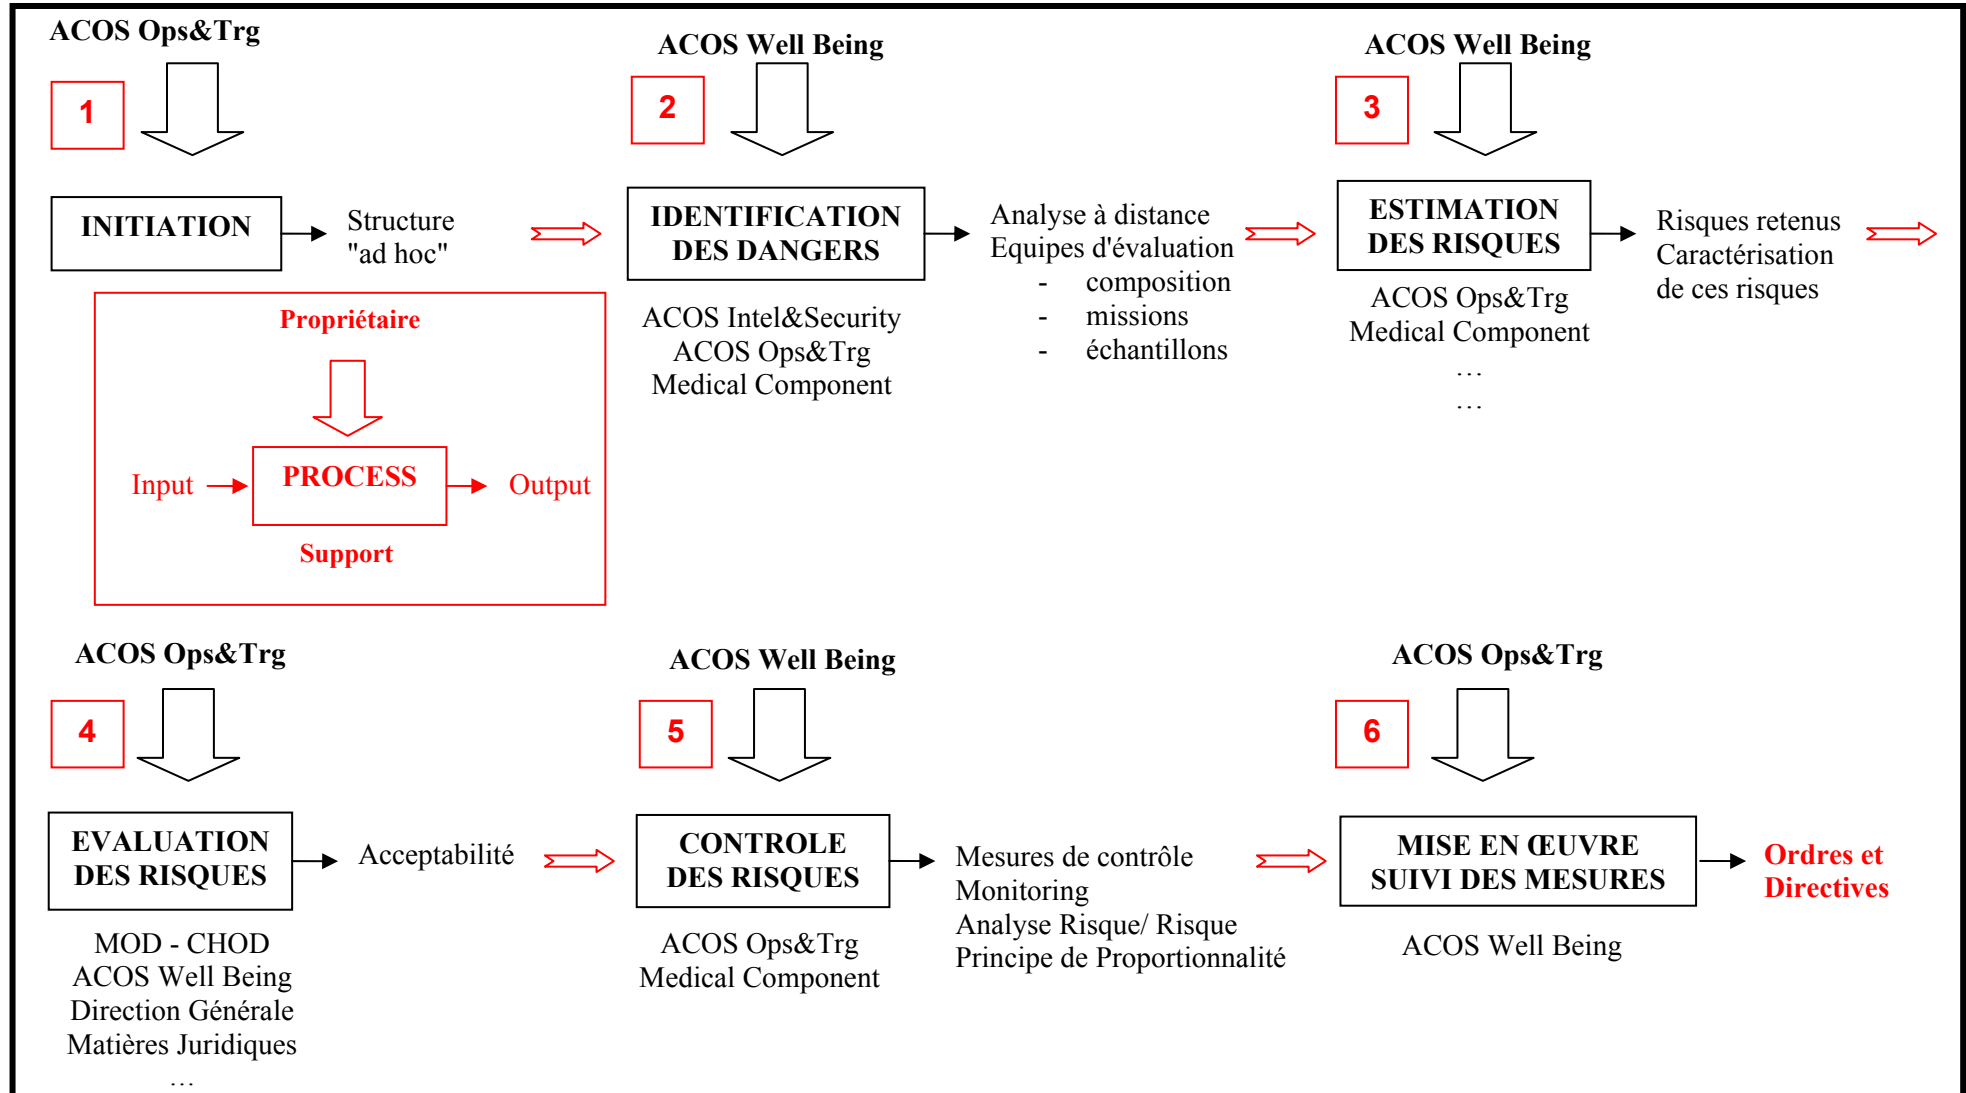 ACOS Ops&Trg
1
INITIATION
Structure
"ad hoc"
ACOS Well Being
2
IDENTIFICATION
DES DANGERS
ACOS Intel&Security
ACOS Ops&Trg
Medical Component
Analyse à distance
Equipes d'évaluation
- composition
- missions
- échantillons
ACOS Well Being
3
ESTIMATION
DES RISQUES
ACOS Ops&Trg
Medical Component
…
…
Risques retenus
Caractérisation
de ces risques
Propriétaire
Input
PROCESS
Output
Support
ACOS Ops&Trg
4
EVALUATION
DES RISQUES
MOD - CHOD
ACOS Well Being
Direction Générale
Matières Juridiques
…
Acceptabilité
ACOS Well Being
5
CONTROLE
DES RISQUES
ACOS Ops&Trg
Medical Component
Mesures de contrôle
Monitoring
Analyse Risque/ Risque
Principe de Proportionnalité
ACOS Ops&Trg
6
MISE EN ŒUVRE
SUIVI DES MESURES
ACOS Well Being
Ordres et
Directives